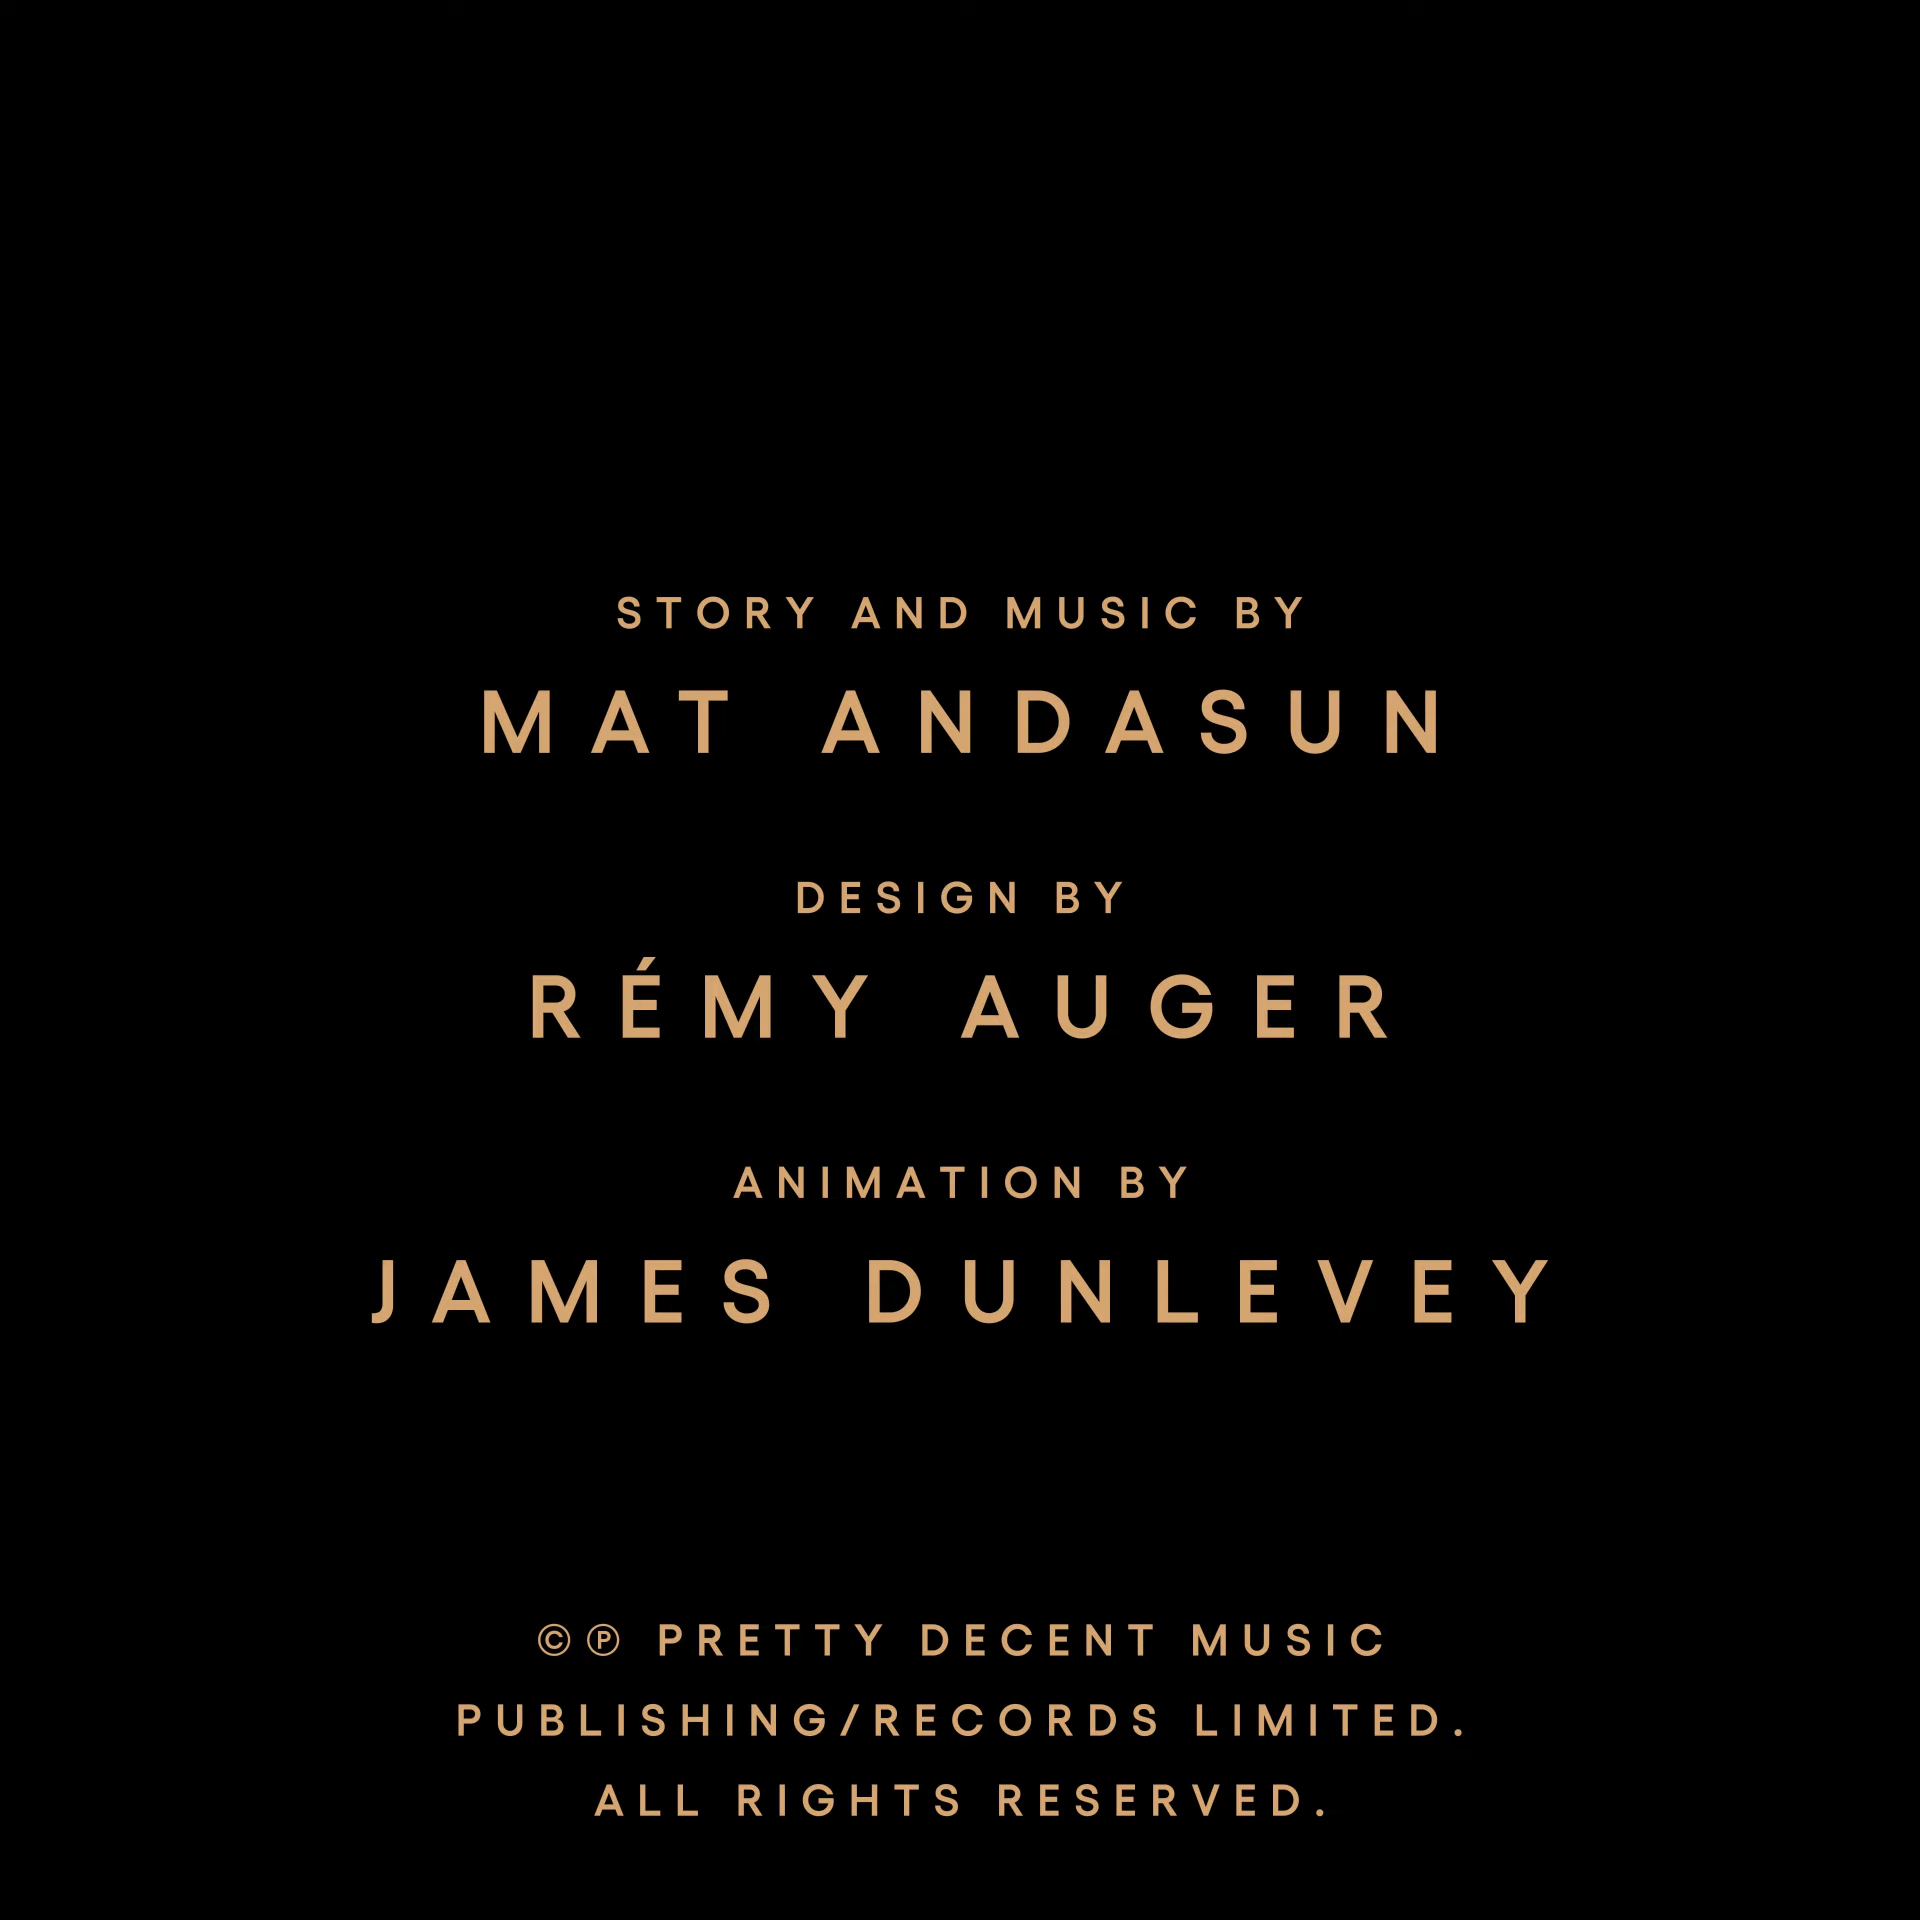 STORY AND MUSIC BY
MAT ANDASUN
DESIGN BY
RÉMY AUGER
ANIMATION BY
JAMES DUNLEVEY
©℗ PRETTY DECENT MUSIC
PUBLISHING/RECORDS LIMITED.
ALL RIGHTS RESERVED.